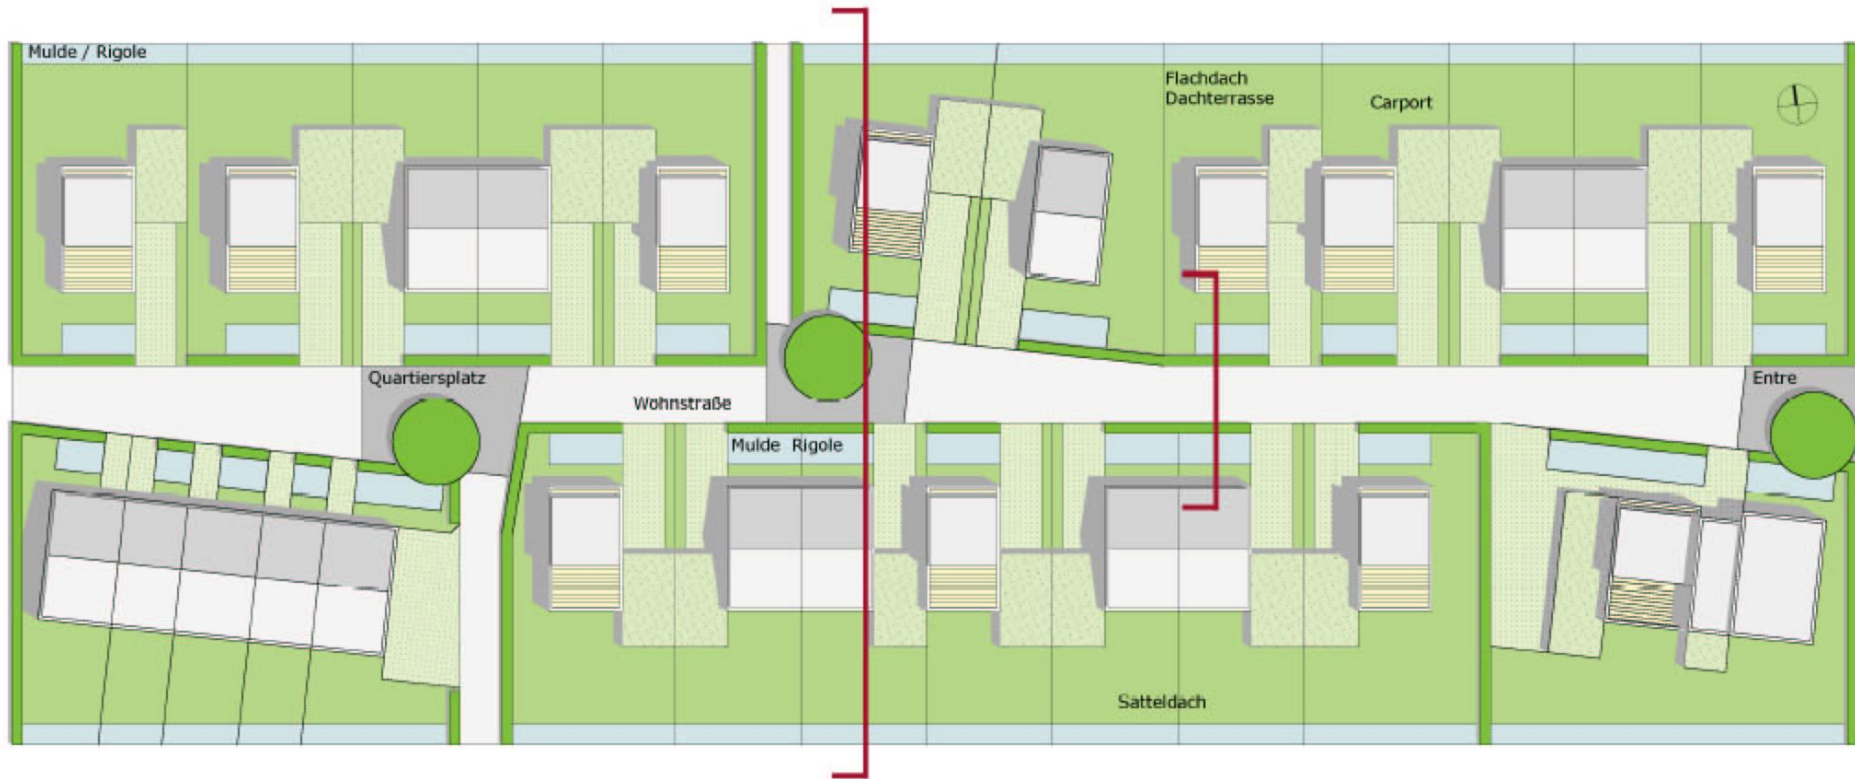 Mulde / Rigole
Flachdach
Dachterrasse
Carport
Quartiersplatz
Wohnstraße
Entre
Mulde Rigole
Satteldach